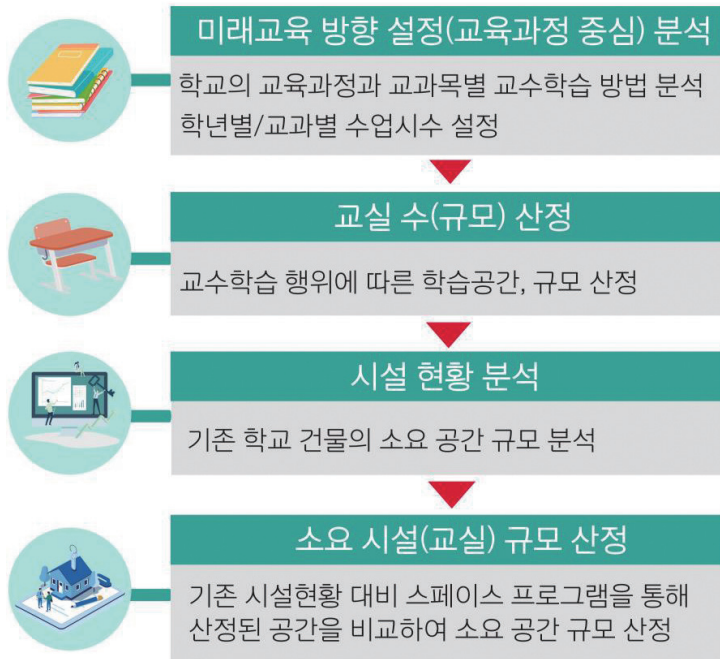 미래교육 방향 설정(교육과정 중심) 분석
학교의 교육과정과 교과목별 교수학습 방법 분석
학년별/교과별 수업시수 설정
교실 수(규모) 산정
교수학습 행위에 따른 학습공간, 규모 산정
시설 현황 분석
기존 학교 건물의 소요 공간 규모 분석
소요 시설(교실) 규모 산정
기존 시설현황 대비 스페이스 프로그램을 통해
산정된 공간을 비교하여 소요 공간 규모 산정